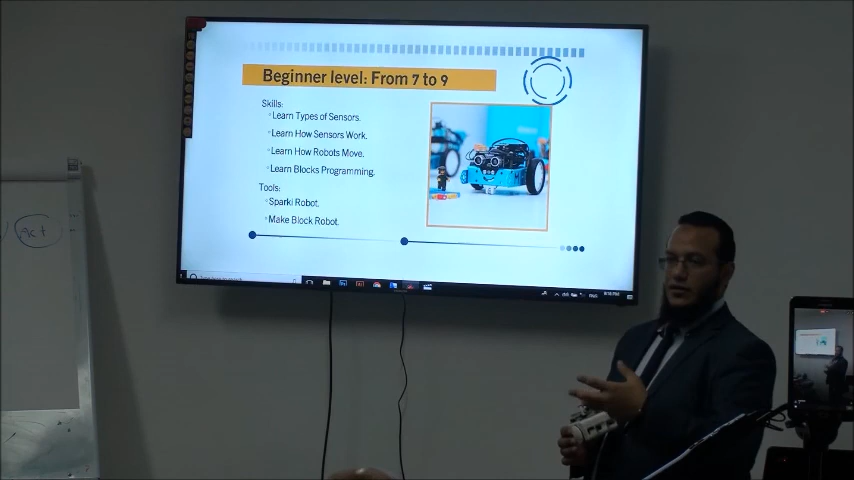 Beginner level: From 7 to 9
Skills:
Learn Types of Sensors.
Learn How Sensors Work.
Learn How Robots Move.
Learn Blocks Programming.
Tools:
Sparki Robot.
Make Block Robot.